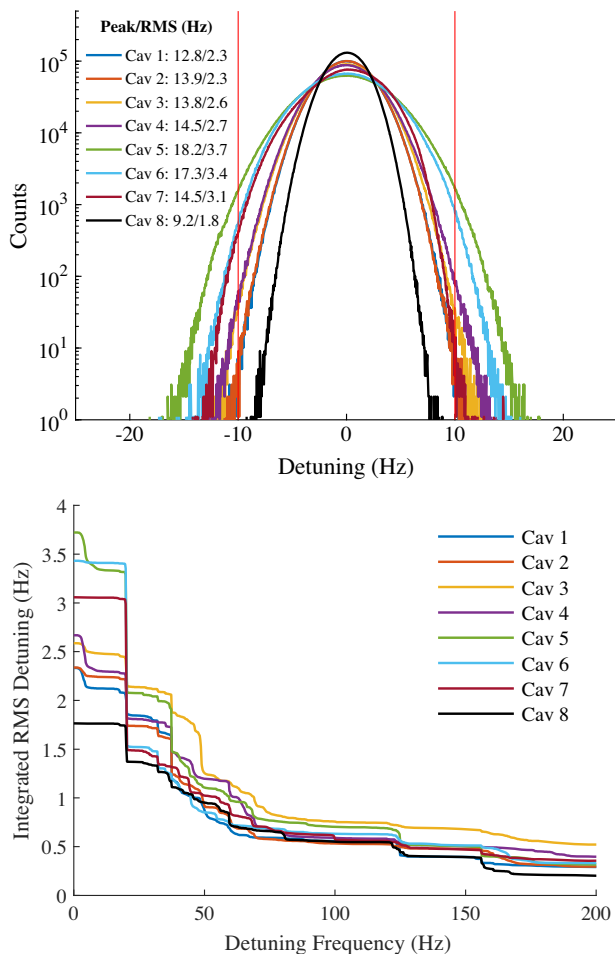 Peak/RMS (Hz)
Cav 1: 12.8/2.3
Cav 2: 13.9/2.3
Cav 3: 13.8/2.6
Cav 4: 14.5/2.7
Cav 5: 18.2/3.7
Cav 6: 17.3/3.4
Cav 7: 14.5/3.1
Cav 8: 9.2/1.8
10^5
10^4
10^3
10^2
10^1
10^0
Counts
-20 -10 0 10 20
Detuning (Hz)
4
3.5
3
2.5
2
1.5
1
0.5
0
Integrated RMS Detuning (Hz)
Cav 1
Cav 2
Cav 3
Cav 4
Cav 5
Cav 6
Cav 7
Cav 8
0 50 100 150 200
Detuning Frequency (Hz)